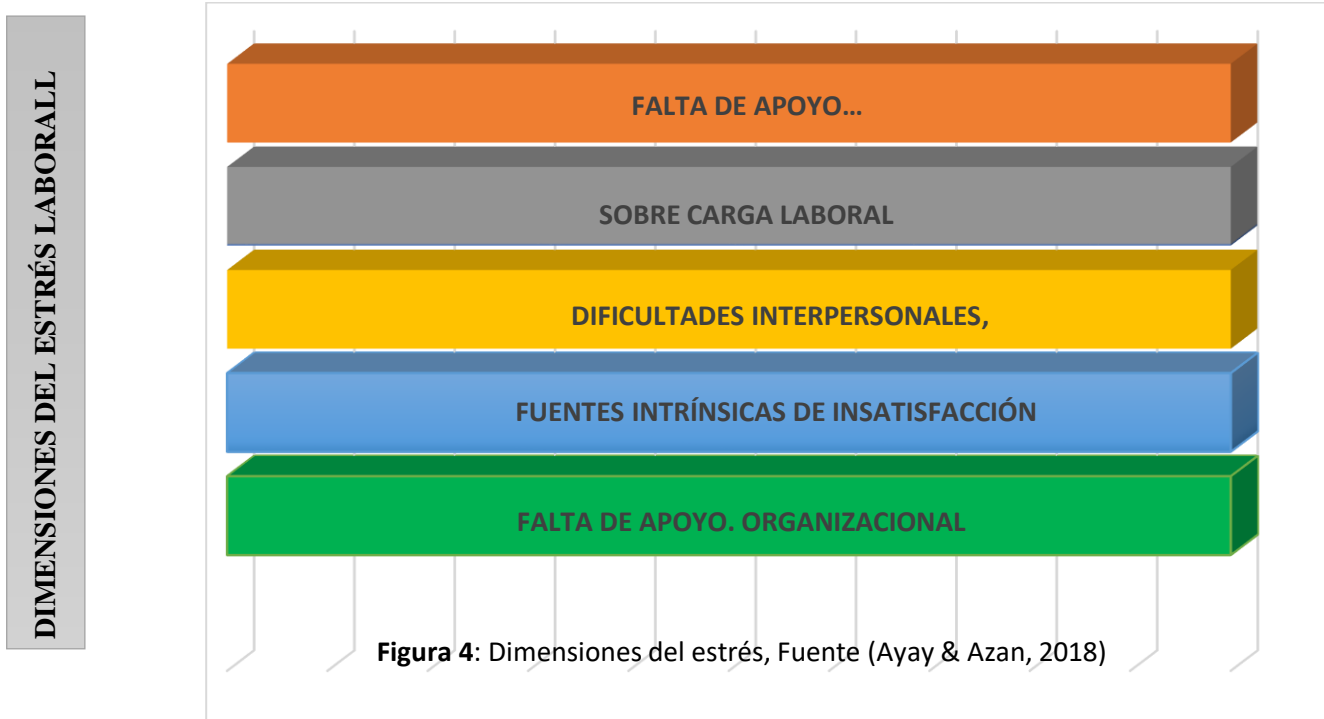 DIMENSIONES DEL ESTRÉS LABORALL
FALTA DE APOYO…
SOBRE CARGA LABORAL
DIFICULTADES INTERPERSONALES,
FUENTES INTRÍNSICAS DE INSATISFACCIÓN
FALTA DE APOYO. ORGANIZACIONAL
Figura 4: Dimensiones del estrés, Fuente (Ayay & Azan, 2018)